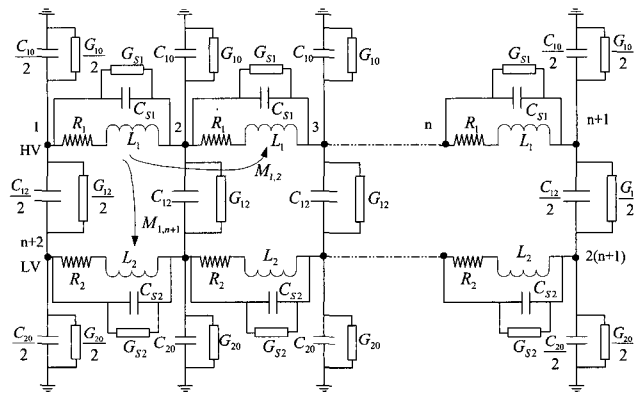 C10/2 G10/2 C10 G10 C10 G10 C10/2 G10/2
GS1 GS1 GS1
CS1 CS1 CS1
1 R1 L1 2 R1 L1 3 n R1 L1 n+1
HV
M1,2
C12/2 G12/2 C12 G12 C12 G12 C12/2 G12/2
M1,n+1
n+2 L2 L2 L2
LV R2 R2 R2 2(n+1)
CS2 CS2 CS2
GS2 GS2 GS2
C20/2 G20/2 C20 G20 C20 G20 C20/2 G20/2